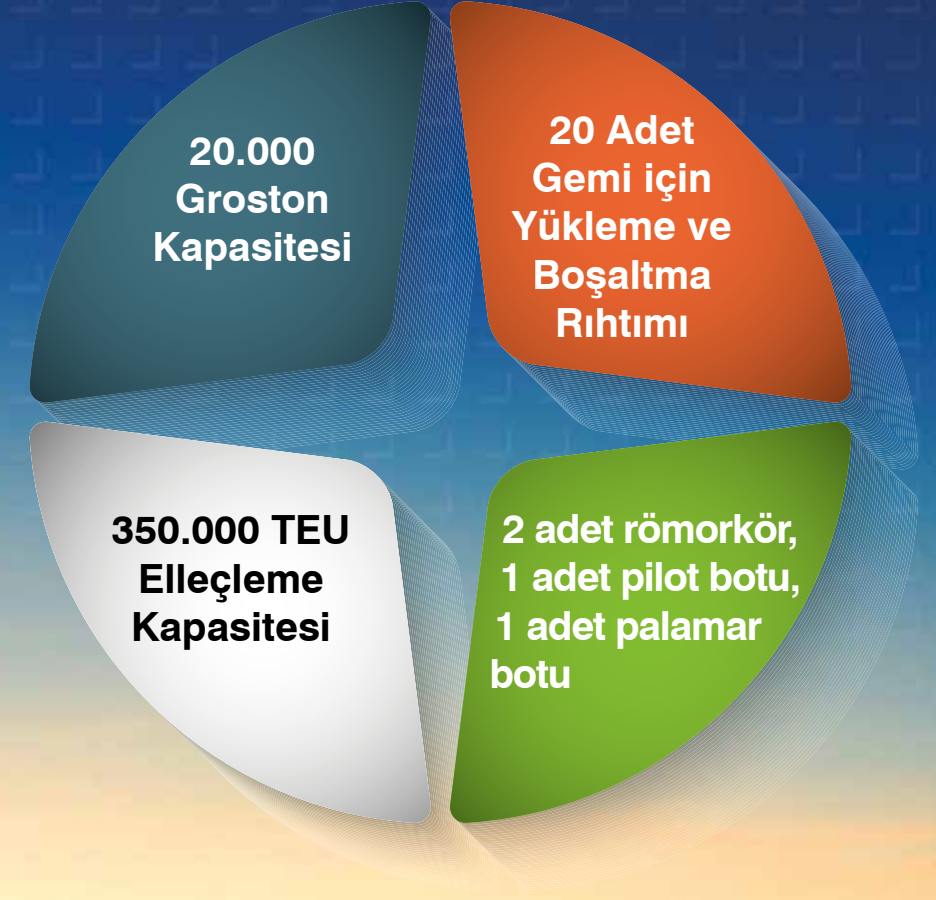 20.000
Groston
Kapasitesi
20 Adet
Gemi için
Yükleme ve
Boşaltma
Rıhtımı
350.000 TEU
Elleçleme
Kapasitesi
2 adet römorkör,
1 adet pilot botu,
1 adet palamar
botu